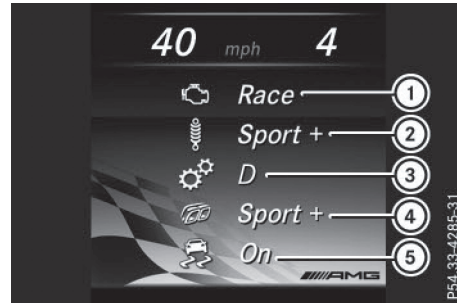 40 mph 4
Race 1
Sport + 2
D 3
Sport + 4
On 5
AMG
P54.33-4285-31